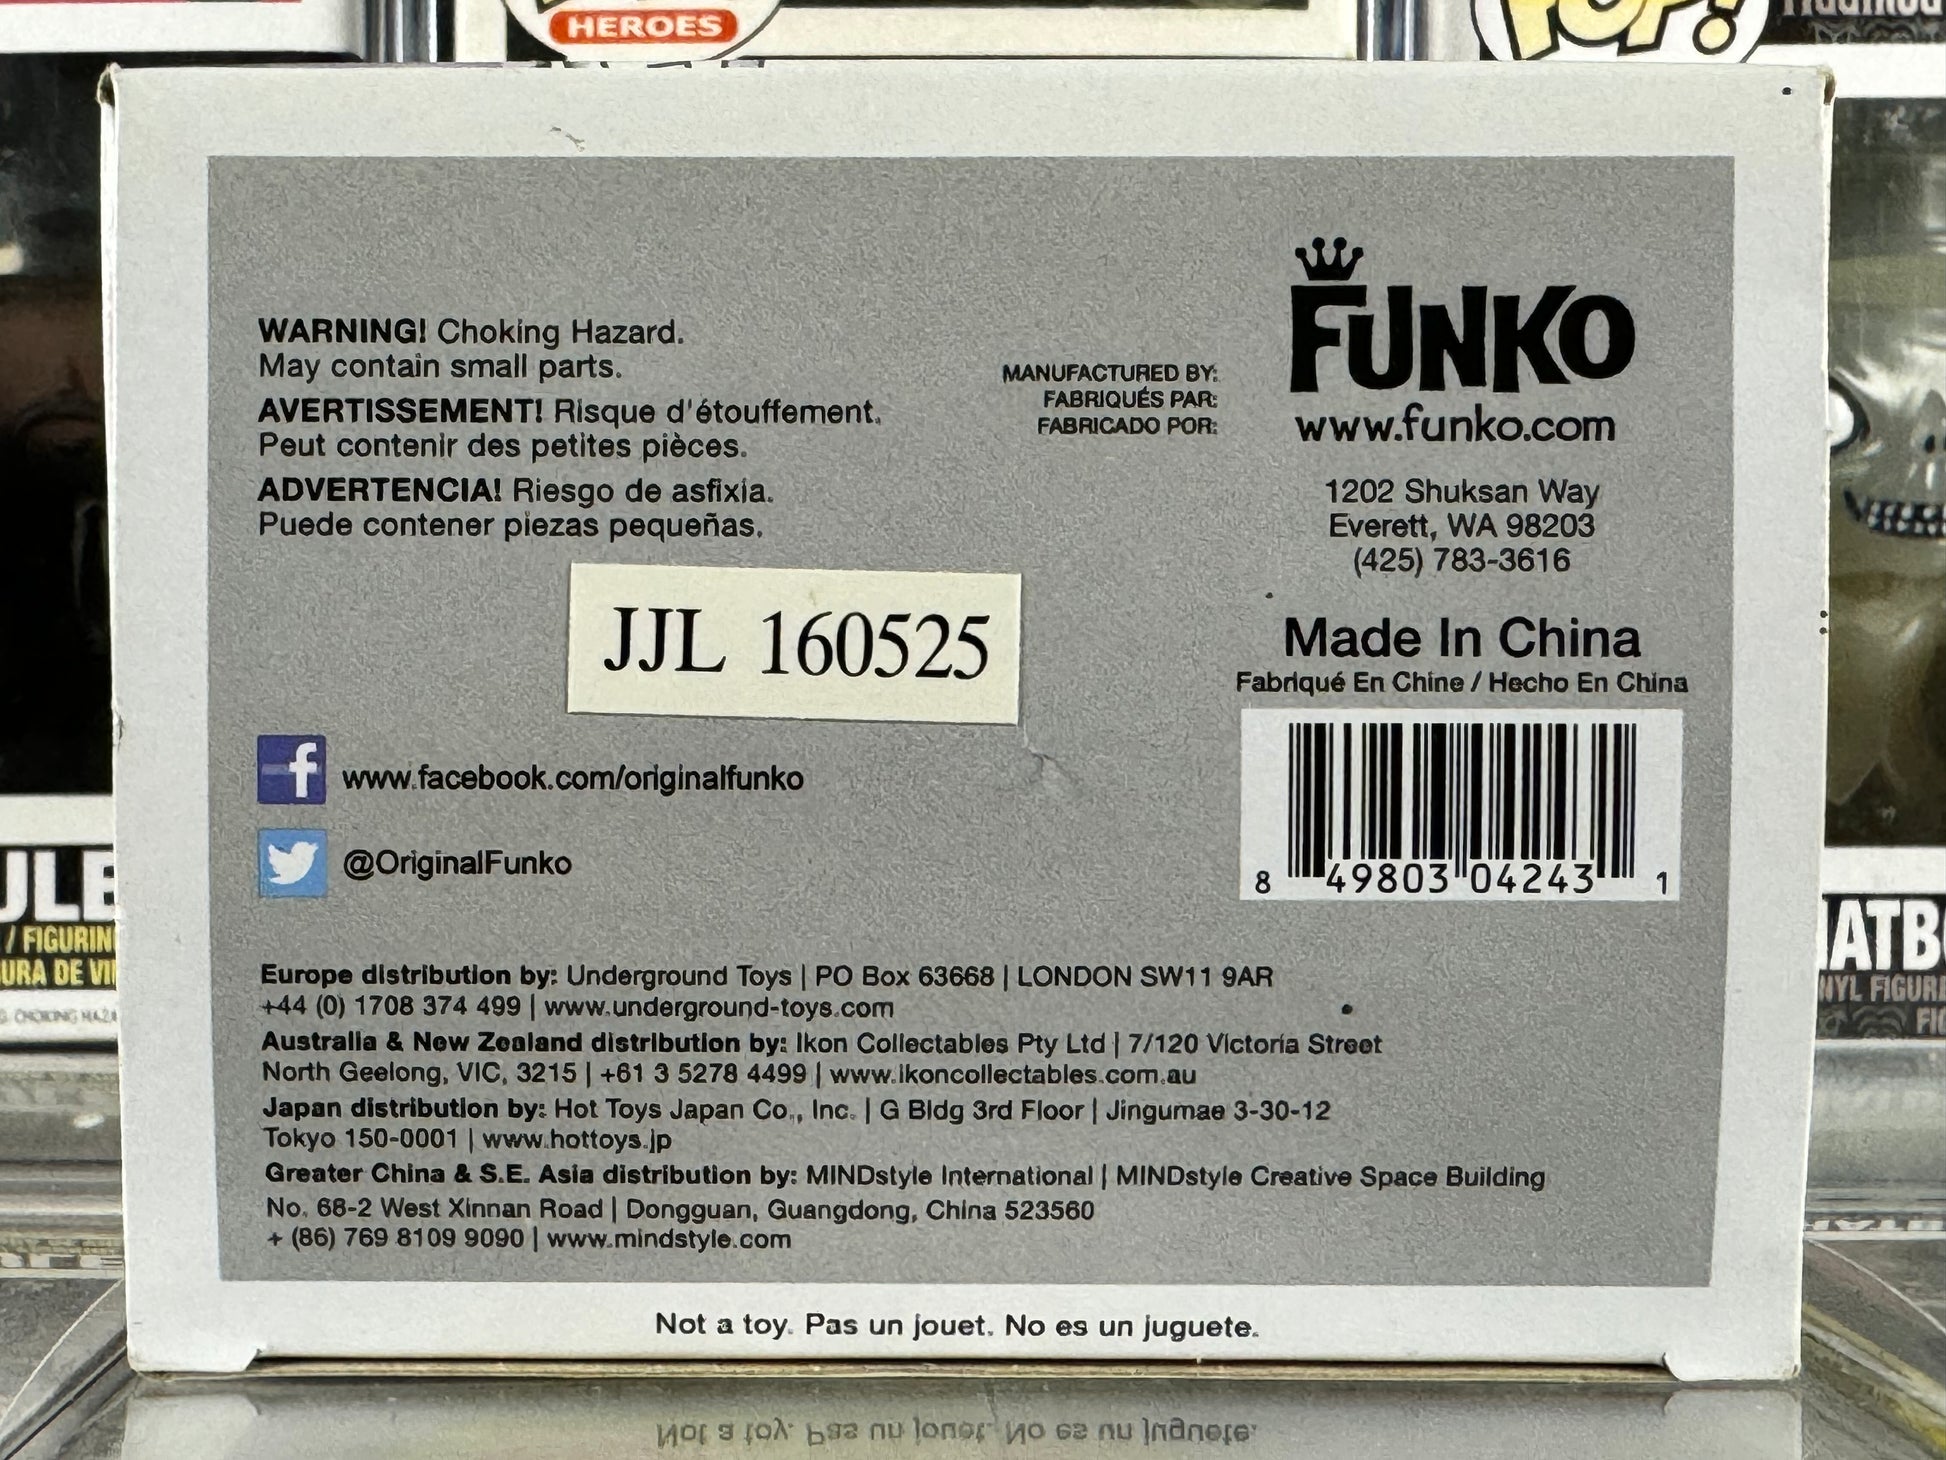 HEROES
POP!
WARNING! Choking Hazard.
May contain small parts.
AVERTISSEMENT! Risque d'étouffement.
Peut contenir des petites pièces.
ADVERTENCIA! Riesgo de asfixia.
Puede contener piezas pequeñas.
MANUFACTURED BY:
FABRIQUÉS PAR:
FABRICADO POR:
FUNKO
www.funko.com
1202 Shuksan Way
Everett, WA 98203
(425) 783-3616
JJL 160525
Made In China
Fabriqué En Chine / Hecho En China
8 49803 04243 1
www.facebook.com/originalfunko
@OriginalFunko
Europe distribution by: Underground Toys | PO Box 63668 | LONDON SW11 9AR
+44 (0) 1708 374 499 | www.underground-toys.com
Australia & New Zealand distribution by: Ikon Collectables Pty Ltd | 7/120 Victoria Street
North Geelong, VIC, 3215 | +61 3 5278 4499 | www.ikoncollectables.com.au
Japan distribution by: Hot Toys Japan Co., Inc. | G Bldg 3rd Floor | Jingumae 3-30-12
Tokyo 150-0001 | www.hottoys.jp
Greater China & S.E. Asia distribution by: MINDstyle International | MINDstyle Creative Space Building
No. 68-2 West Xinnan Road | Dongguan, Guangdong, China 523560
+ (86) 769 8109 9090 | www.mindstyle.com
Not a toy. Pas un jouet. No es un juguete.